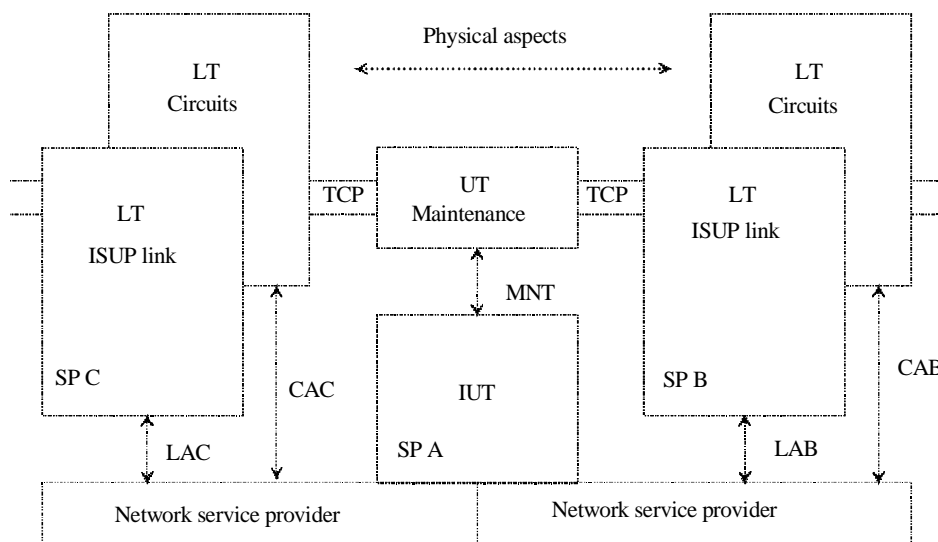 Physical aspects
LT
Circuits
LT
Circuits
TCP
UT
Maintenance
TCP
LT
ISUP link
LT
ISUP link
MNT
SP C
CAC
IUT
SP B
CAB
LAC
SP A
LAB
Network service provider
Network service provider